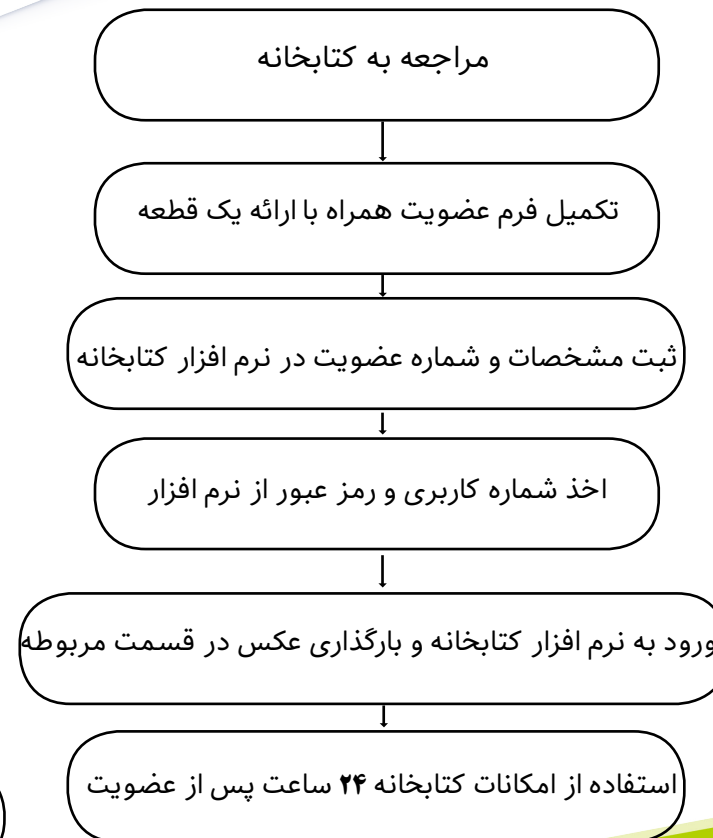 مراجعه به کتابخانه
تکمیل فرم عضویت همراه با ارائه یک قطعه
ثبت مشخصات و شماره عضویت در نرم افزار کتابخانه
اخذ شماره کاربری و رمز عبور از نرم افزار
ورود به نرم افزار کتابخانه و بارگذاری عکس در قسمت مربوطه
استفاده از امکانات کتابخانه ۲۴ ساعت پس از عضویت